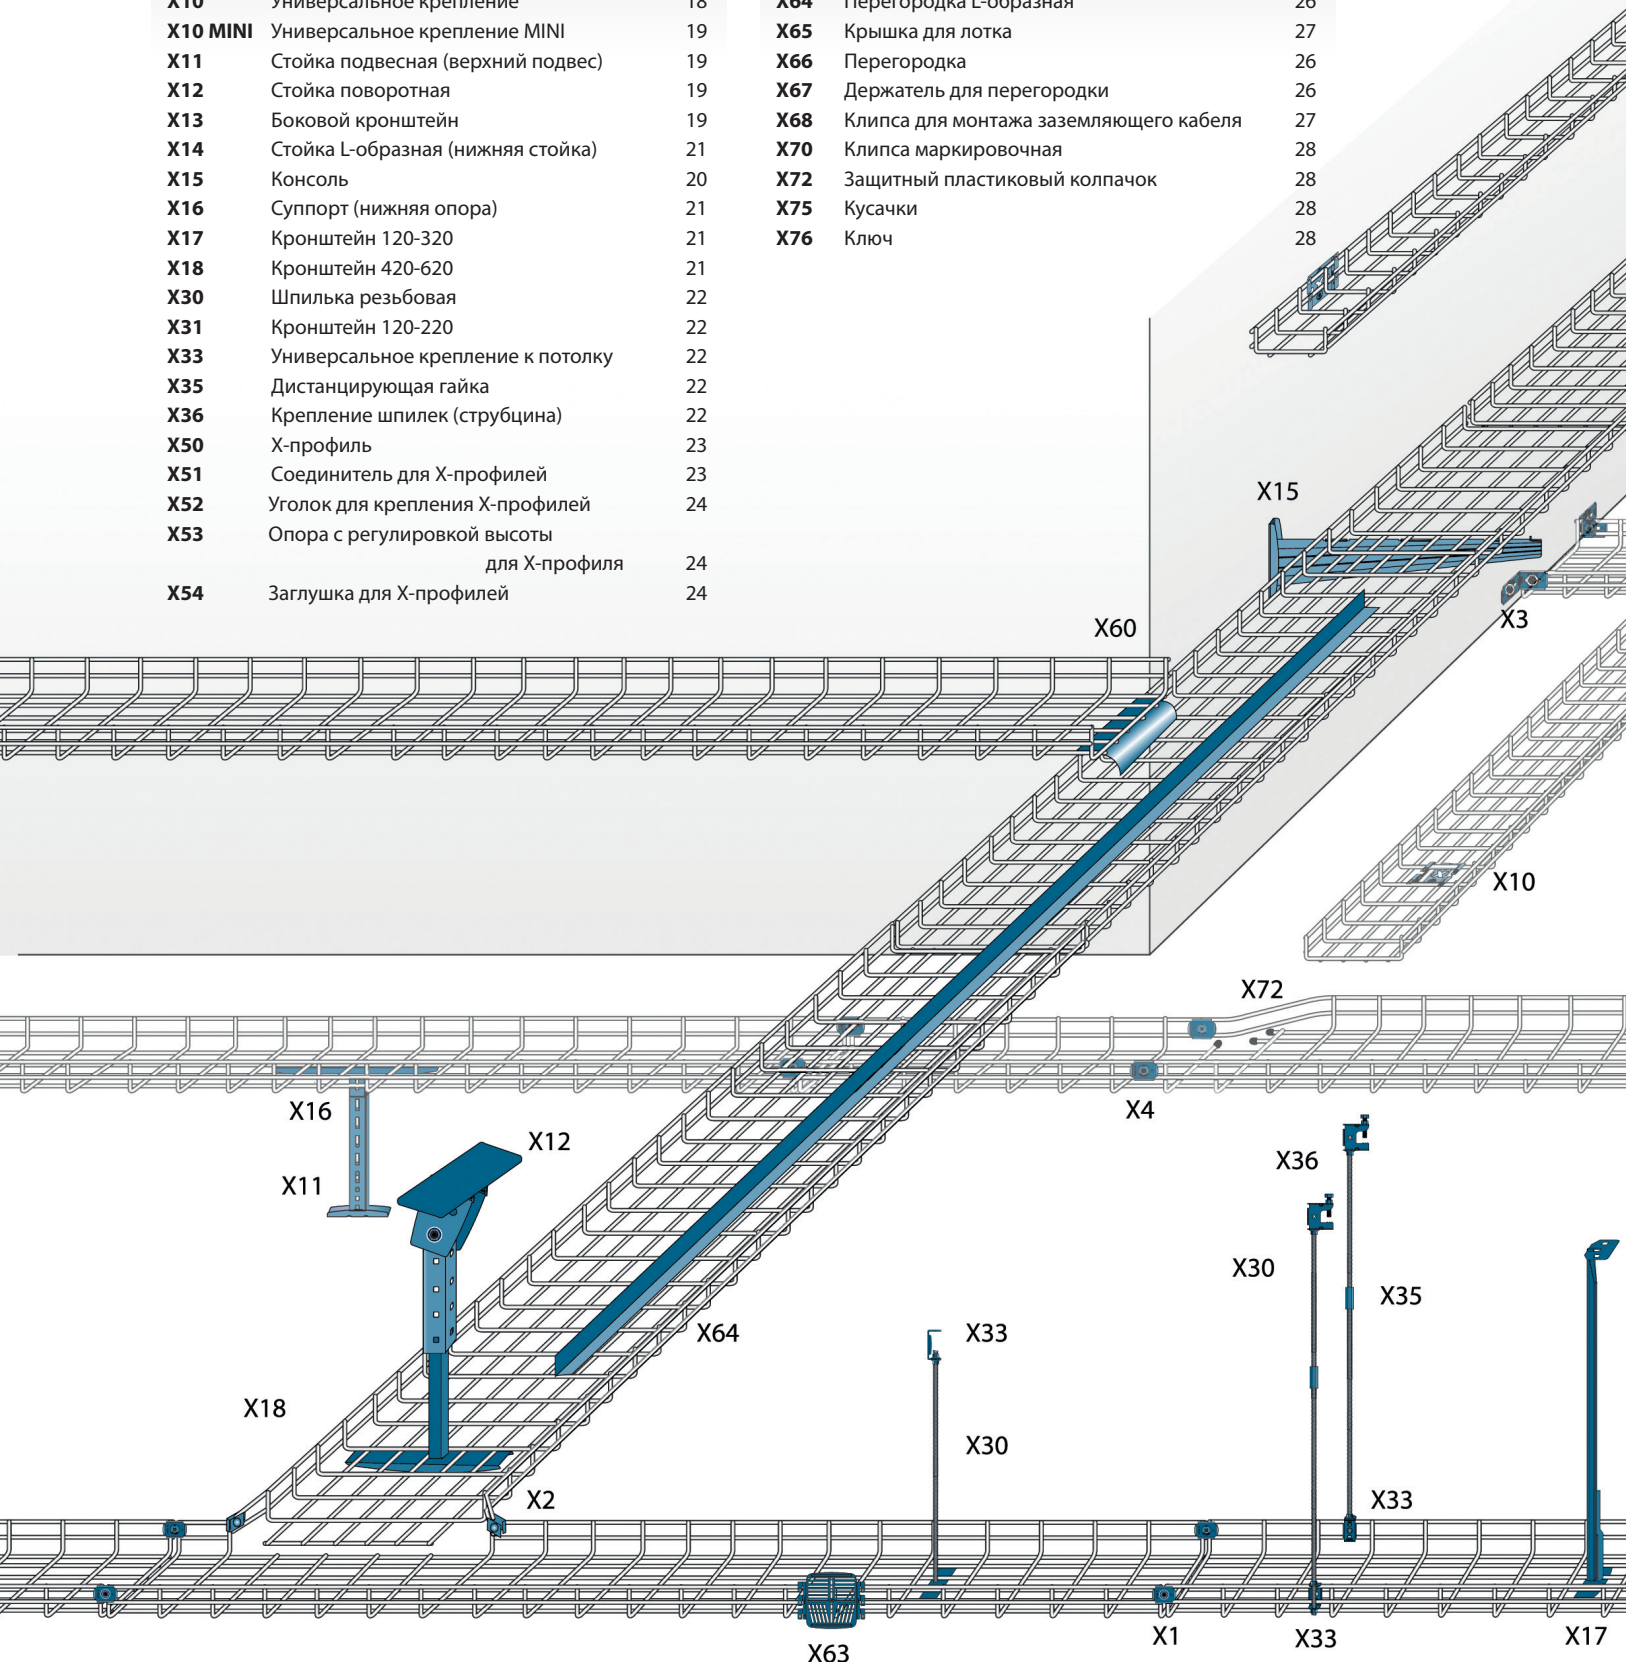 X10 Универсальное крепление 18
X10 MINI Универсальное крепление MINI 19
X11 Стойка подвесная (верхний подвес) 19
X12 Стойка поворотная 19
X13 Боковой кронштейн 19
X14 Стойка L-образная (нижняя стойка) 21
X15 Консоль 20
X16 Суппорт (нижняя опора) 21
X17 Кронштейн 120-320 21
X18 Кронштейн 420-620 21
X30 Шпилька резьбовая 22
X31 Кронштейн 120-220 22
X33 Универсальное крепление к потолку 22
X35 Дистанцирующая гайка 22
X36 Крепление шпилек (струбцина) 22
X50 X-профиль 23
X51 Соединитель для X-профилей 23
X52 Уголок для крепления X-профилей 24
X53 Опора с регулировкой высоты
для X-профиля 24
X54 Заглушка для X-профилей 24
X64 Перегородка L-образная 26
X65 Крышка для лотка 27
X66 Перегородка 26
X67 Держатель для перегородки 26
X68 Клипса для монтажа заземляющего кабеля 27
X70 Клипса маркировочная 28
X72 Защитный пластиковый колпачок 28
X75 Кусачки 28
X76 Ключ 28
X15
X3
X60
X10
X72
X16
X4
X12
X11
X36
X30
X35
X64
X33
X18
X30
X2
X33
X1
X33
X17
X63